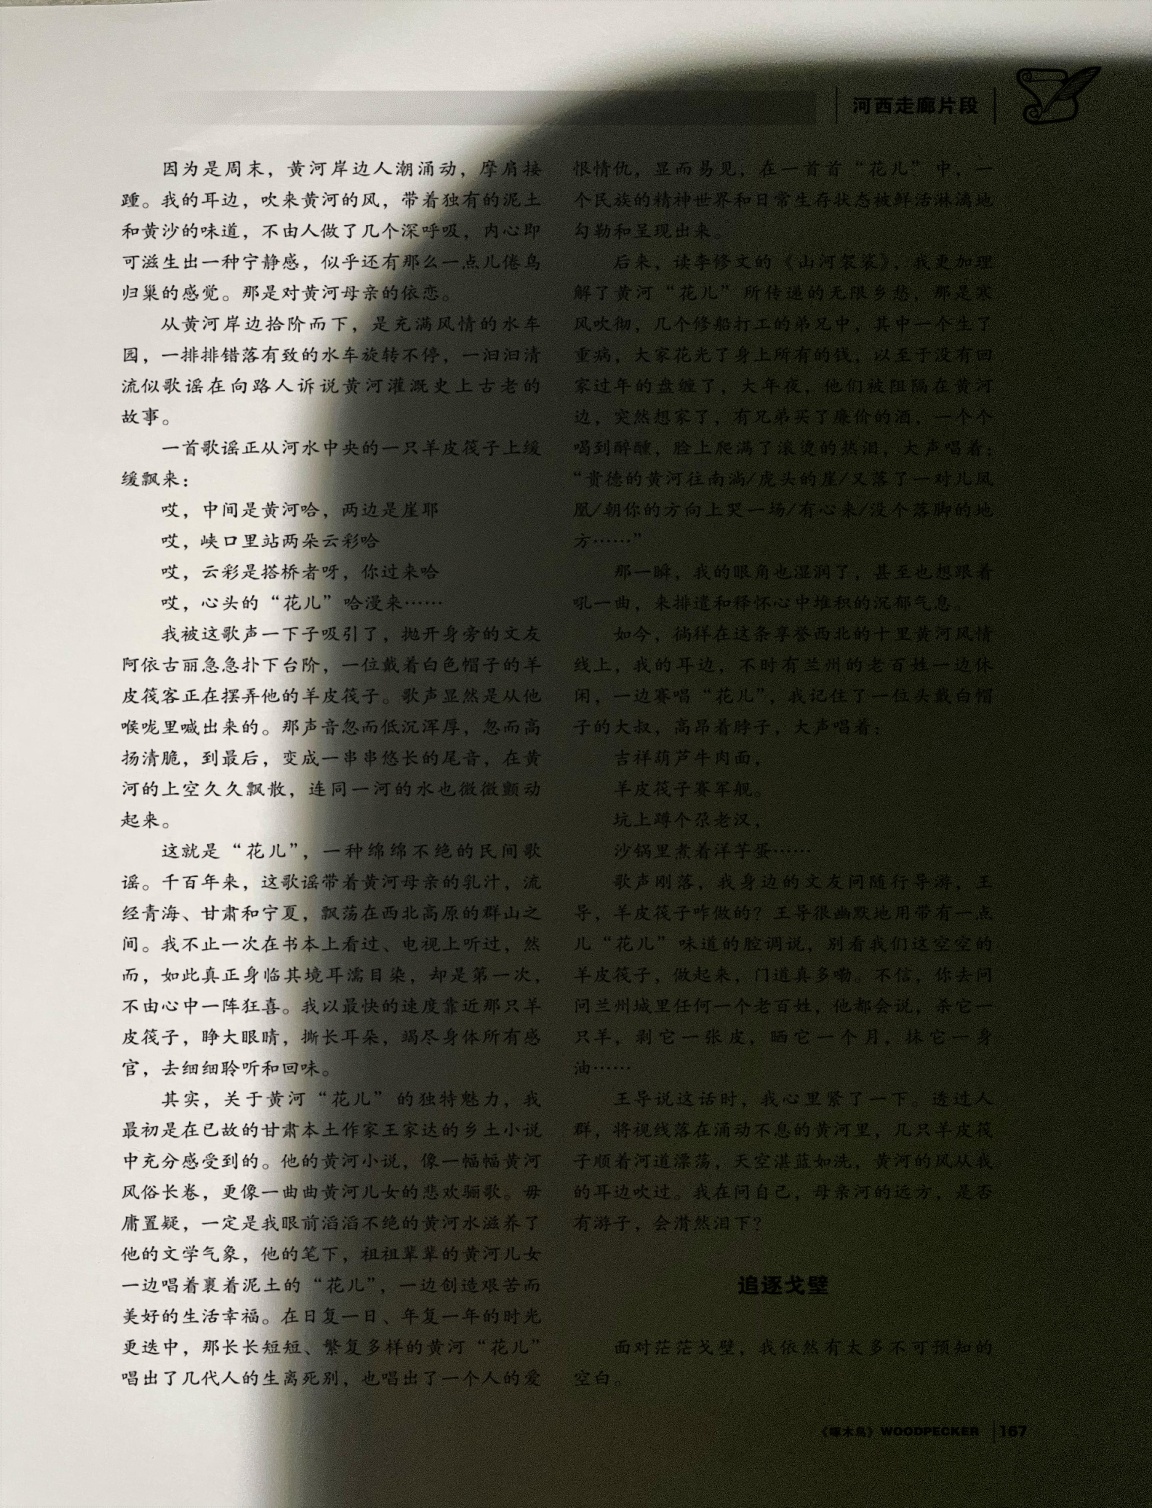 河西走廊片段
因为是周末，黄河岸边人潮涌动，摩肩接
踵。我的耳边，吹来黄河的风，带着独有的泥土
和黄沙的味道，不由人做了几个深呼吸，内心即
可滋生出一种宁静感，似乎还有那么一点儿倦鸟
归巢的感觉。那是对黄河母亲的依恋。
从黄河岸边拾阶而下，是充满风情的水车
园，一排排错落有致的水车旋转不停，一汩汩清
流似歌谣在向路人诉说黄河灌溉史上古老的
故事。
一首歌谣正从河水中央的一只羊皮筏子上缓
缓飘来：
哎，中间是黄河哈，两边是崖耶
哎，峡口里站两朵云彩哈
哎，云彩是搭桥者呀，你过来哈
哎，心头的“花儿”哈漫来……
我被这歌声一下子吸引了，抛开身旁的文友
阿依古丽急急扑下台阶，一位戴着白色帽子的羊
皮筏客正在摆弄他的羊皮筏子。歌声显然是从他
喉咙里喊出来的。那声音忽而低沉浑厚，忽而高
扬清脆，到最后，变成一串串悠长的尾音，在黄
河的上空久久飘散，连同一河的水也微微颤动
起来。
这就是“花儿”，一种绵绵不绝的民间歌
谣。千百年来，这歌谣带着黄河母亲的乳汁，流
经青海、甘肃和宁夏，飘荡在西北高原的群山之
间。我不止一次在书本上看过、电视上听过，然
而，如此真正身临其境耳濡目染，却是第一次，
不由心中一阵狂喜。我以最快的速度靠近那只羊
皮筏子，睁大眼睛，撕长耳朵，竭尽身体所有感
官，去细细聆听和回味。
其实，关于黄河“花儿”的独特魅力，我
最初是在已故的甘肃本土作家王家达的乡土小说
中充分感受到的。他的黄河小说，像一幅幅黄河
风俗长卷，更像一曲曲黄河儿女的悲欢骊歌。毋
庸置疑，一定是我眼前滔滔不绝的黄河水滋养了
他的文学气象，他的笔下，祖祖辈辈的黄河儿女
一边唱着裹着泥土的“花儿”，一边创造艰苦而
美好的生活幸福。在日复一日、年复一年的时光
更迭中，那长长短短、繁复多样的黄河“花儿”
唱出了几代人的生离死别，也唱出了一个人的爱
恨情仇，显而易见，在一首首“花儿”中，一
个民族的精神世界和日常生存状态被鲜活淋漓地
勾勒和呈现出来。
后来，读李修文的《山河袈裟》，我更加理
解了黄河“花儿”所传递的无限乡愁，那是寒
风吹彻，几个修船打工的弟兄中，其中一个生了
重病，大家花光了身上所有的钱，以至于没有回
家过年的盘缠了，大年夜，他们被阻隔在黄河
边，突然想家了，有兄弟买了廉价的酒，一个个
喝到醉醺，脸上爬满了滚烫的热泪，大声唱着：
“贵德的黄河往南淌/虎头的崖/又落了一对儿凤
凰/朝你的方向上哭一场/有心来/没个落脚的地
方……”
那一瞬，我的眼角也湿润了，甚至也想跟着
吼一曲，来排遣和释怀心中堆积的沉郁气息。
如今，徜徉在这条享誉西北的十里黄河风情
线上，我的耳边，不时有兰州的老百姓一边休
闲，一边赛唱“花儿”，我记住了一位头戴白帽
子的大叔，高昂着脖子，大声唱着：
吉祥葫芦牛肉面，
羊皮筏子赛军舰。
坑上蹲个尕老汉，
沙锅里煮着洋芋蛋……
歌声刚落，我身边的文友问随行导游，王
导，羊皮筏子咋做的？王导很幽默地用带有一点
儿“花儿”味道的腔调说，别看我们这空空的
羊皮筏子，做起来，门道真多嘞。不信，你去问
问兰州城里任何一个老百姓，他都会说，杀它一
只羊，剥它一张皮，晒它一个月，抹它一身
油……
王导说这话时，我心里紧了一下。透过人
群，将视线落在涌动不息的黄河里，几只羊皮筏
子顺着河道漂荡，天空湛蓝如洗，黄河的风从我
的耳边吹过。我在问自己，母亲河的远方，是否
有游子，会潸然泪下？
追逐戈壁
面对茫茫戈壁，我依然有太多不可预知的
空白。
《啄木鸟》WOODPECKER 167